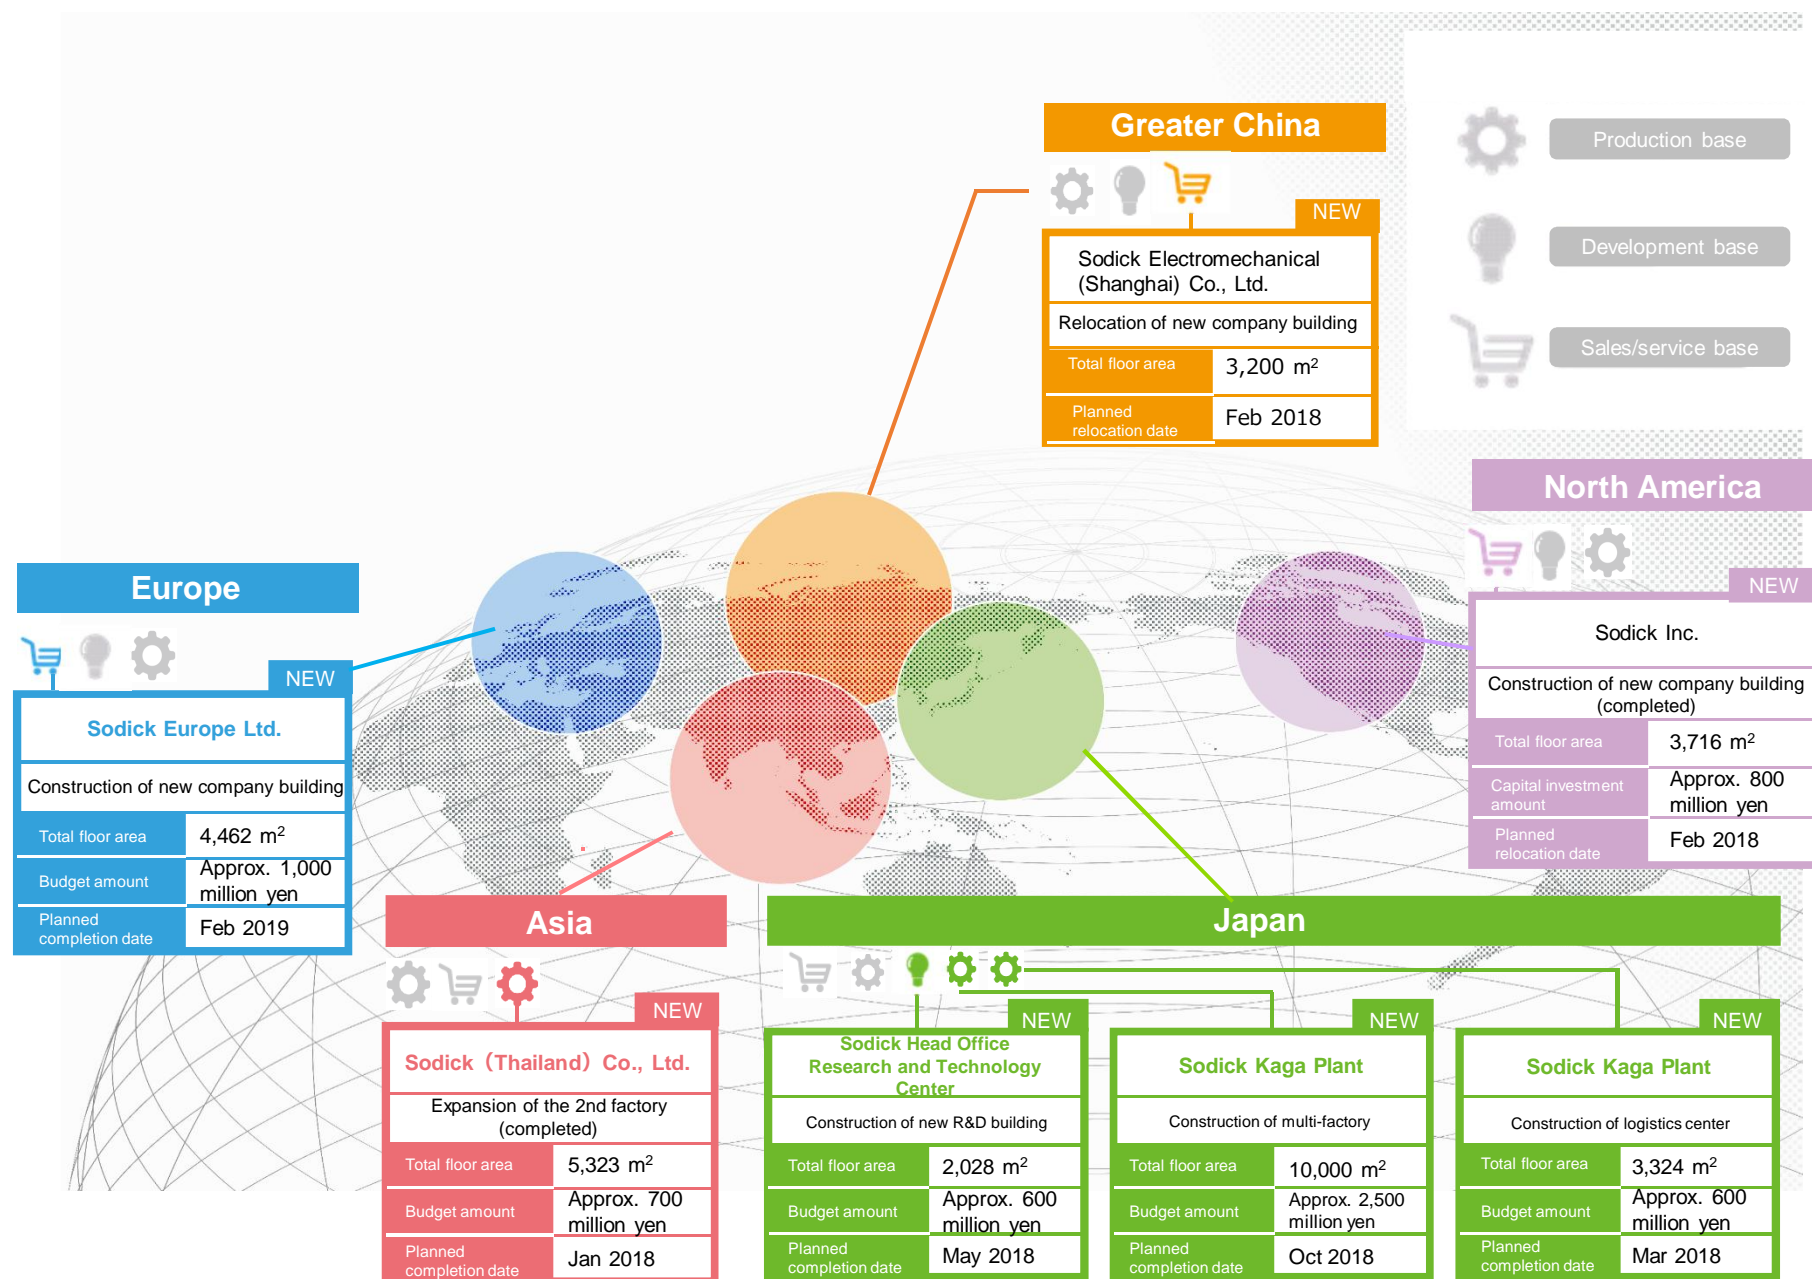 Greater China
NEW
Sodick Electromechanical
(Shanghai) Co., Ltd.
Relocation of new company building
Total floor area
3,200 m²
Planned
relocation date
Feb 2018
Production base
Development base
Sales/service base
North America
NEW
Sodick Inc.
Construction of new company building
(completed)
Total floor area
3,716 m²
Capital investment
amount
Approx. 800
million yen
Planned
relocation date
Feb 2018
Europe
NEW
Sodick Europe Ltd.
Construction of new company building
Total floor area
4,462 m²
Budget amount
Approx. 1,000
million yen
Planned
completion date
Feb 2019
Asia
NEW
Sodick（Thailand）Co., Ltd.
Expansion of the 2nd factory
(completed)
Total floor area
5,323 m²
Budget amount
Approx. 700
million yen
Planned
completion date
Jan 2018
Japan
NEW
Sodick Head Office
Research and Technology
Center
Construction of new R&D building
Total floor area
2,028 m²
Budget amount
Approx. 600
million yen
Planned
completion date
May 2018
NEW
Sodick Kaga Plant
Construction of multi-factory
Total floor area
10,000 m²
Budget amount
Approx. 2,500
million yen
Planned
completion date
Oct 2018
NEW
Sodick Kaga Plant
Construction of logistics center
Total floor area
3,324 m²
Budget amount
Approx. 600
million yen
Planned
completion date
Mar 2018